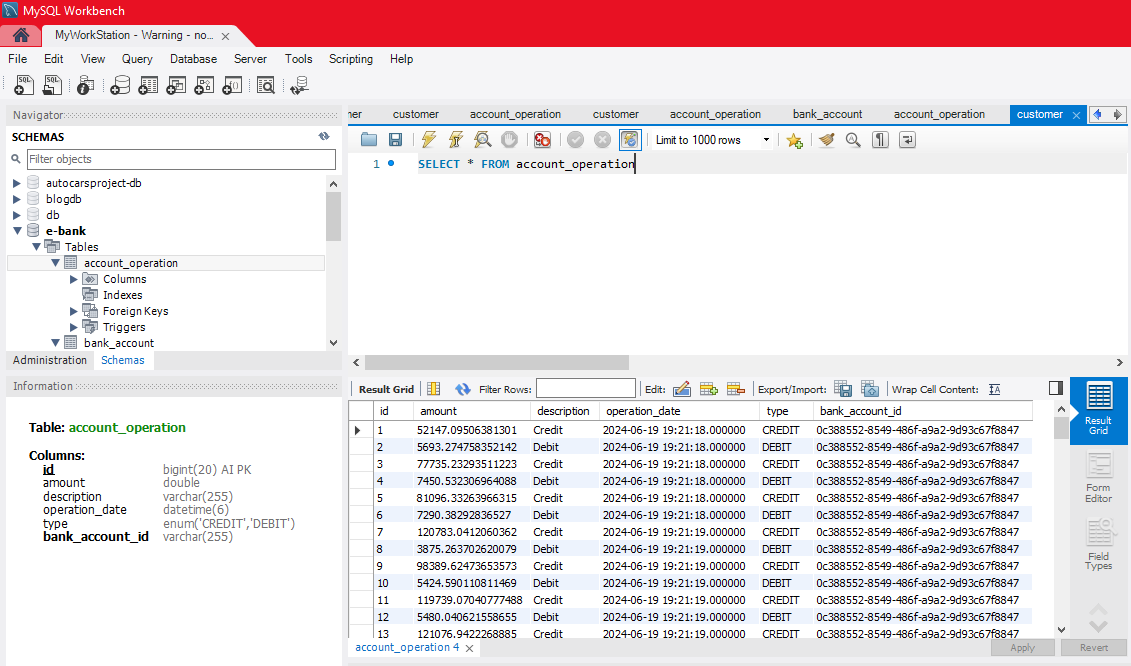 MySQL Workbench
MyWorkStation - Warning - no...
File Edit View Query Database Server Tools Scripting Help
Navigator
SCHEMAS
Filter objects
autocarsproject-db
blogdb
db
e-bank
Tables
account_operation
Columns
Indexes
Foreign Keys
Triggers
bank_account
Administration Schemas
Information
Table: account_operation
Columns:
id bigint(20) AI PK
amount double
description varchar(255)
operation_date datetime(6)
type enum('CREDIT','DEBIT')
bank_account_id varchar(255)
ner customer account_operation customer account_operation bank_account account_operation customer
Limit to 1000 rows
1 SELECT * FROM account_operation
Result Grid Filter Rows: Edit: Export/Import: Wrap Cell Content:
id amount description operation_date type bank_account_id
1 52147.09506381301 Credit 2024-06-19 19:21:18.000000 CREDIT 0c388552-8549-486f-a9a2-9d93c67f8847
2 5693.274758352142 Debit 2024-06-19 19:21:18.000000 DEBIT 0c388552-8549-486f-a9a2-9d93c67f8847
3 77735.23293511223 Credit 2024-06-19 19:21:18.000000 CREDIT 0c388552-8549-486f-a9a2-9d93c67f8847
4 7450.532306964088 Debit 2024-06-19 19:21:18.000000 DEBIT 0c388552-8549-486f-a9a2-9d93c67f8847
5 81096.33263966315 Credit 2024-06-19 19:21:18.000000 CREDIT 0c388552-8549-486f-a9a2-9d93c67f8847
6 7290.38292836527 Debit 2024-06-19 19:21:18.000000 DEBIT 0c388552-8549-486f-a9a2-9d93c67f8847
7 120783.0412060362 Credit 2024-06-19 19:21:19.000000 CREDIT 0c388552-8549-486f-a9a2-9d93c67f8847
8 3875.263702620079 Debit 2024-06-19 19:21:19.000000 DEBIT 0c388552-8549-486f-a9a2-9d93c67f8847
9 98389.62473653573 Credit 2024-06-19 19:21:19.000000 CREDIT 0c388552-8549-486f-a9a2-9d93c67f8847
10 5424.590110811469 Debit 2024-06-19 19:21:19.000000 DEBIT 0c388552-8549-486f-a9a2-9d93c67f8847
11 119739.07040777488 Credit 2024-06-19 19:21:19.000000 CREDIT 0c388552-8549-486f-a9a2-9d93c67f8847
12 5480.040621558655 Debit 2024-06-19 19:21:19.000000 DEBIT 0c388552-8549-486f-a9a2-9d93c67f8847
13 121076.9422268885 Credit 2024-06-19 19:21:19.000000 CREDIT 0c388552-8549-486f-a9a2-9d93c67f8847
Result
Grid
Form
Editor
Field
Types
account_operation 4
Apply Revert